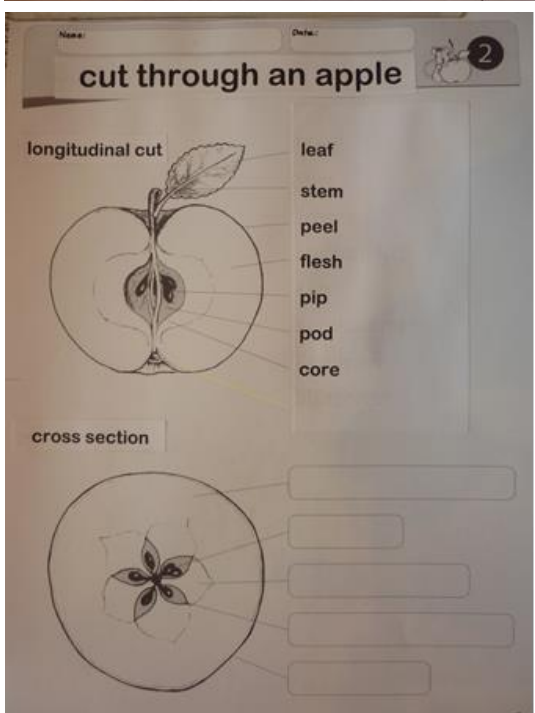 Name:
Date:
2
cut through an apple
longitudinal cut
leaf
stem
peel
flesh
pip
pod
core
cross section